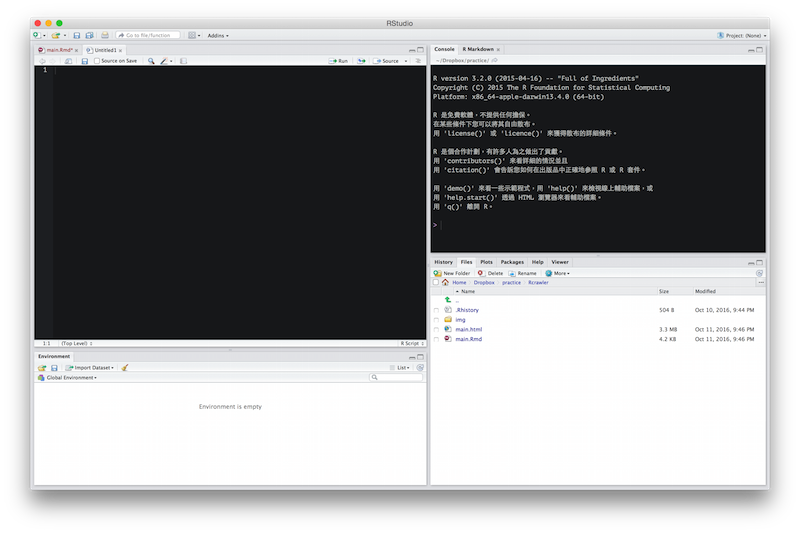 RStudio
Go to file/function
Addins
Project: (None)
main.Rmd*
Untitled1
Source on Save
Run
Source
1
1:1
(Top Level)
R Script
Environment
Import Dataset
List
Global Environment
Environment is empty
Console
R Markdown
~/Dropbox/practice/
R version 3.2.0 (2015-04-16) -- "Full of Ingredients"
Copyright (C) 2015 The R Foundation for Statistical Computing
Platform: x86_64-apple-darwin13.4.0 (64-bit)
R 是免費軟體，不提供任何擔保。
在某些條件下您可以將其自由散布。
用 'license()' 或 'licence()' 來獲得散布的詳細條件。
R 是個合作計劃，有許多人為之做出了貢獻。
用 'contributors()' 來看詳細的情況並且
用 'citation()' 會告訴您如何在出版品中正確地參照 R 或 R 套件。
用 'demo()' 來看一些示範程式，用 'help()' 來檢視線上輔助檔案，或
用 'help.start()' 透過 HTML 瀏覽器來看輔助檔案。
用 'q()' 離開 R。
>
History
Files
Plots
Packages
Help
Viewer
New Folder
Delete
Rename
More
Home
Dropbox
practice
Rcrawler
Name
Size
Modified
..
.Rhistory 504 B Oct 10, 2016, 9:44 PM
img
main.html 3.3 MB Oct 11, 2016, 9:46 PM
main.Rmd 4.2 KB Oct 11, 2016, 9:46 PM